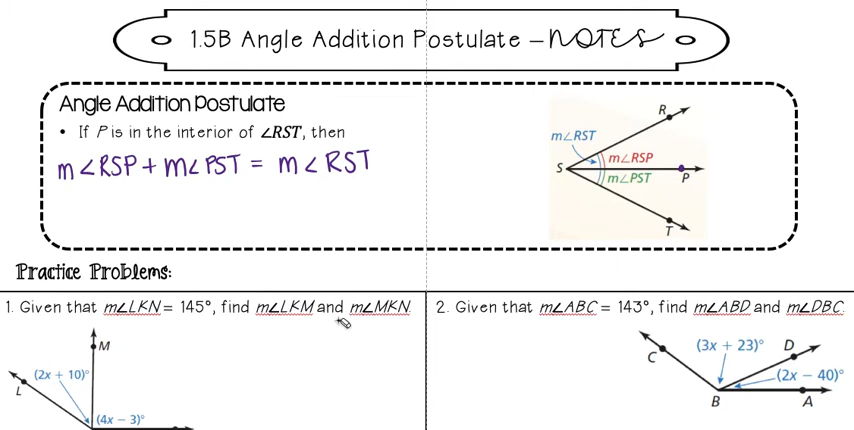 1.5B Angle Addition Postulate – NOTES
Angle Addition Postulate
• If P is in the interior of ∠RST, then
m∠RSP + m∠PST = m∠RST
R
m∠RST
S
m∠RSP
m∠PST
P
T
Practice Problems:
1. Given that m∠LKN = 145°, find m∠LKM and m∠MKN.
M
(2x + 10)°
L
(4x − 3)°
2. Given that m∠ABC = 143°, find m∠ABD and m∠DBC.
(3x + 23)°
D
C
(2x − 40)°
B
A